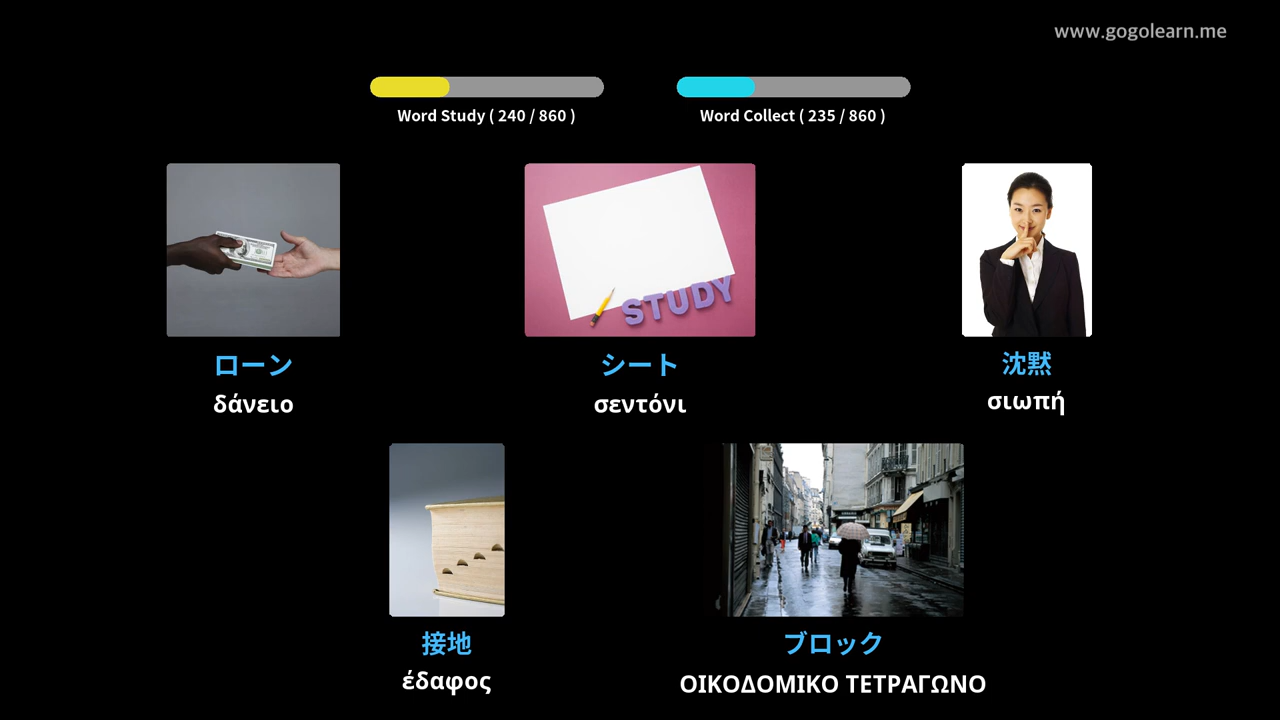 www.gogolearn.me
Word Study ( 240 / 860 )
Word Collect ( 235 / 860 )
STUDY
ローン
シート
沈黙
δάνειο
σεντόνι
σιωπή
接地
ブロック
έδαφος
ΟΙΚΟΔΟΜΙΚΟ ΤΕΤΡΑΓΩΝΟ